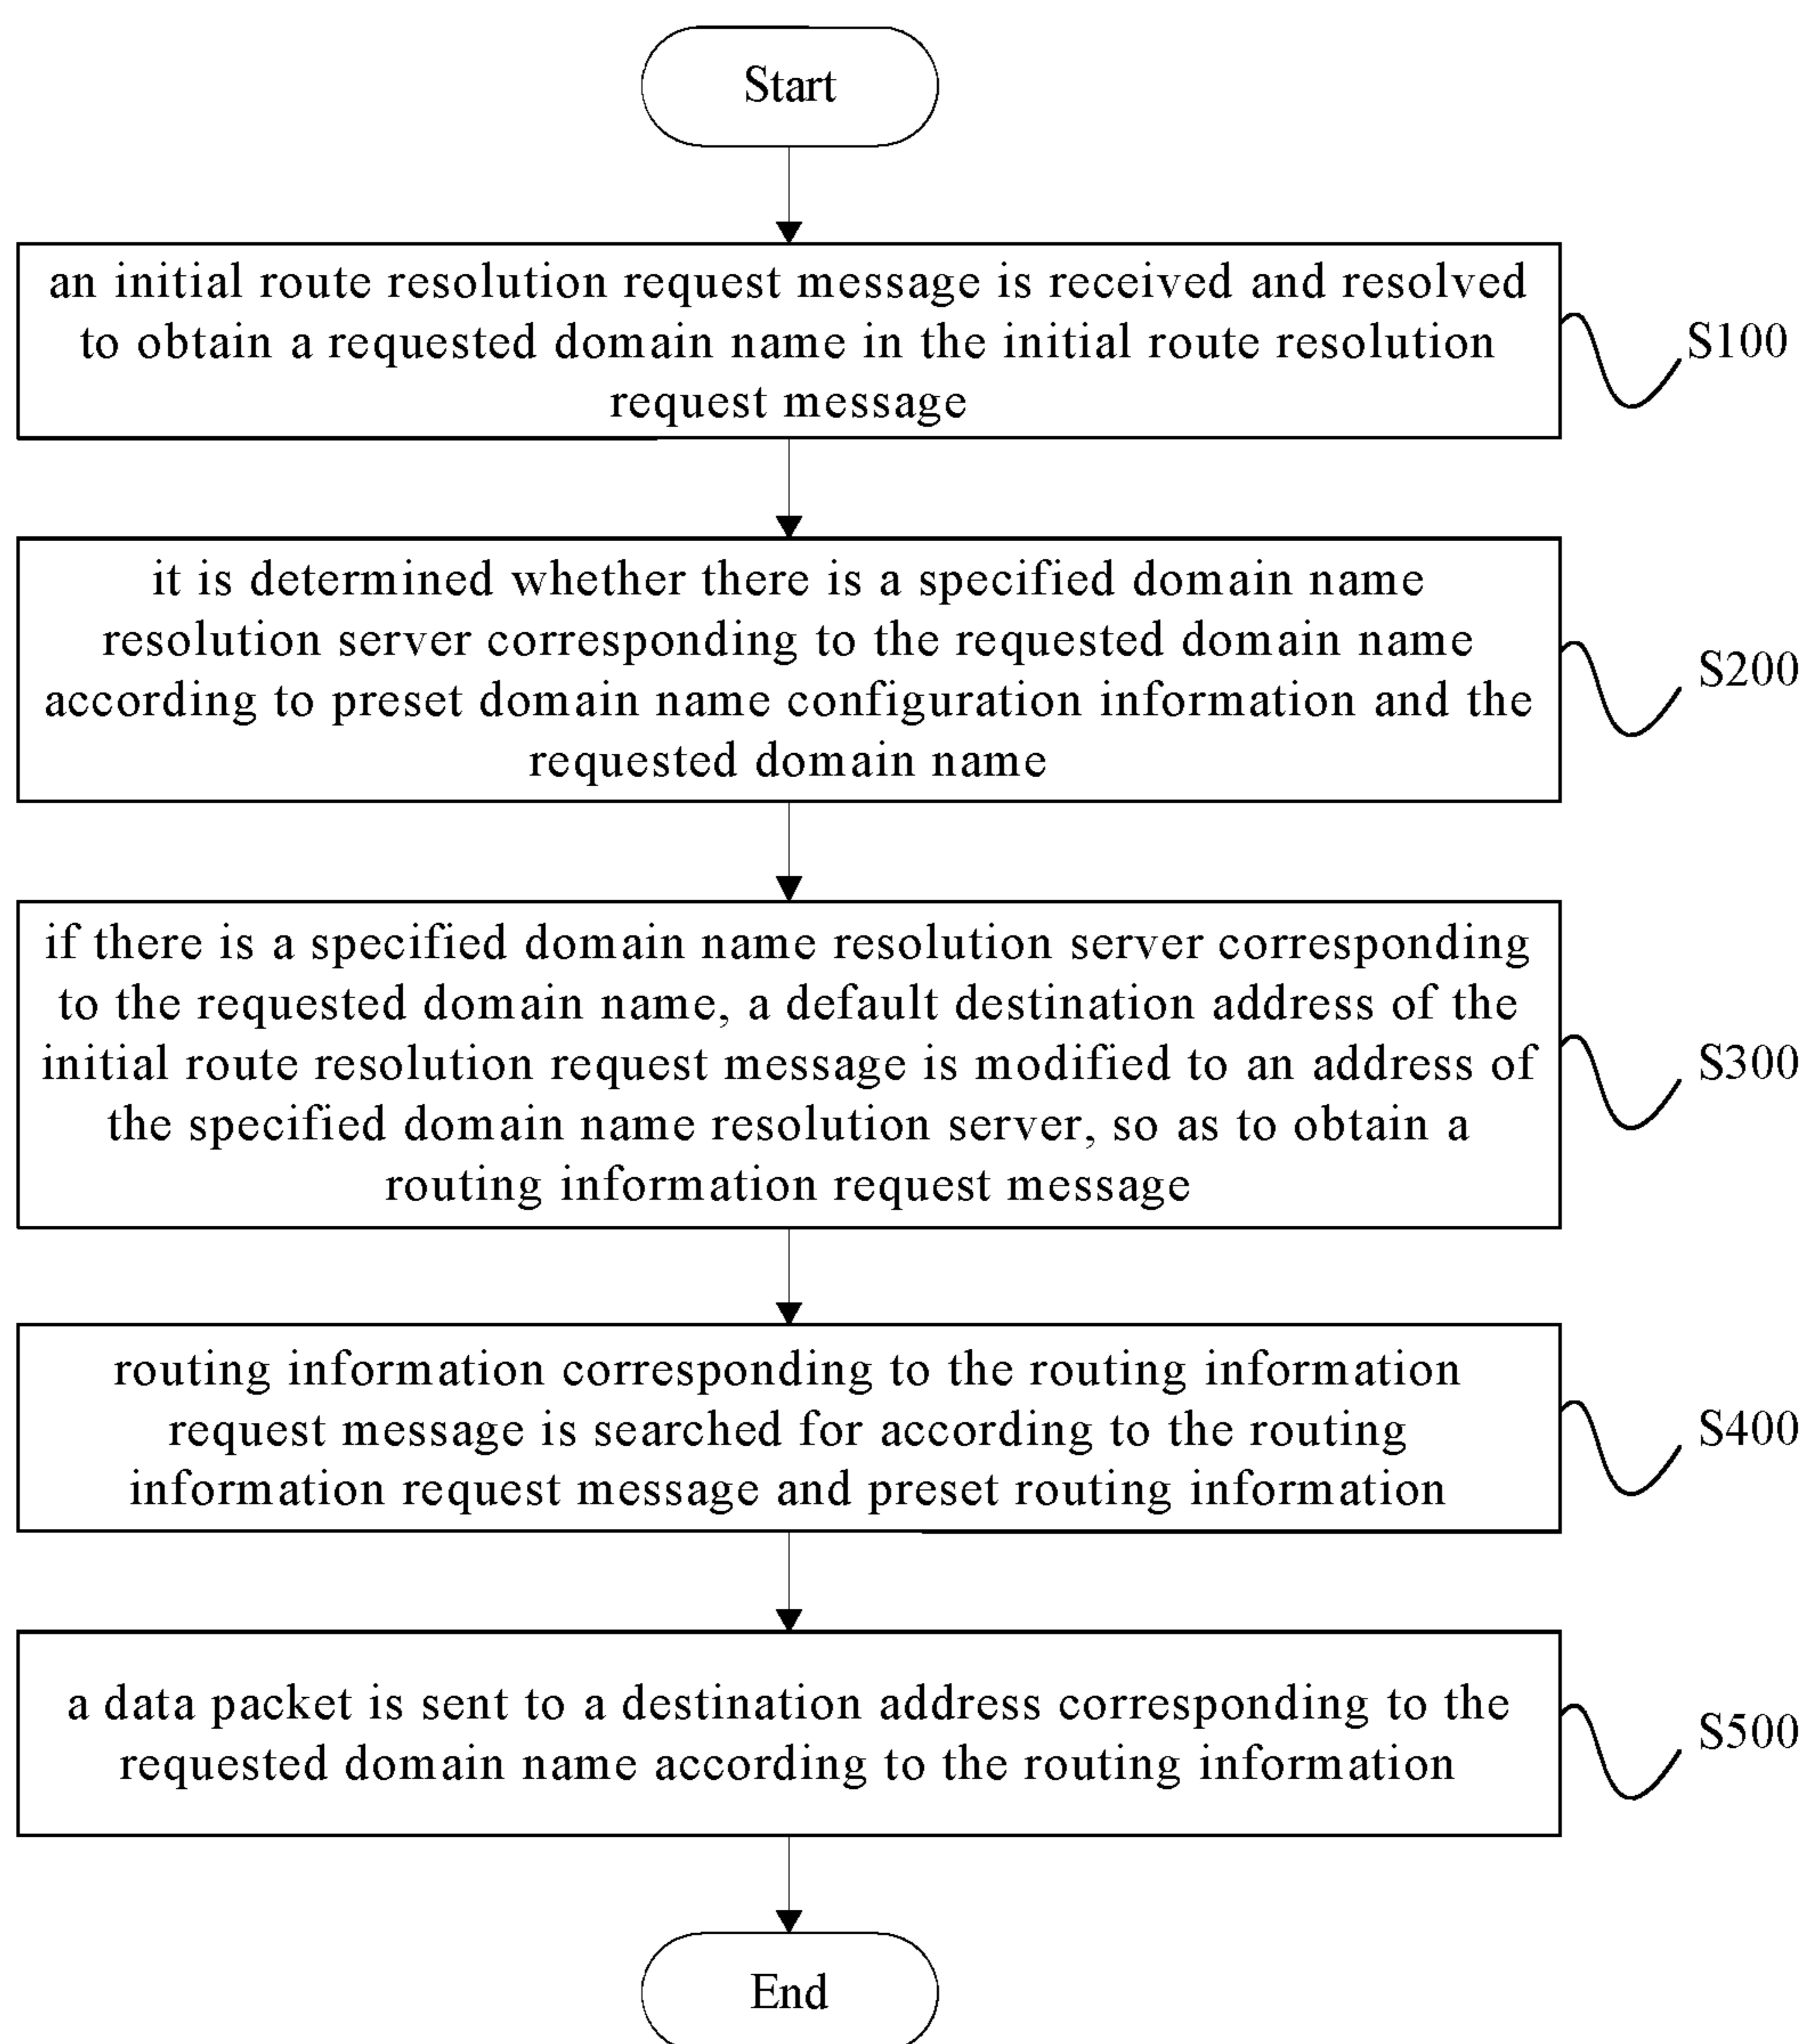 Start
an initial route resolution request message is received and resolved
to obtain a requested domain name in the initial route resolution
request message
S100
it is determined whether there is a specified domain name
resolution server corresponding to the requested domain name
according to preset domain name configuration information and the
requested domain name
S200
if there is a specified domain name resolution server corresponding
to the requested domain name, a default destination address of the
initial route resolution request message is modified to an address of
the specified domain name resolution server, so as to obtain a
routing information request message
S300
routing information corresponding to the routing information
request message is searched for according to the routing
information request message and preset routing information
S400
a data packet is sent to a destination address corresponding to the
requested domain name according to the routing information
S500
End